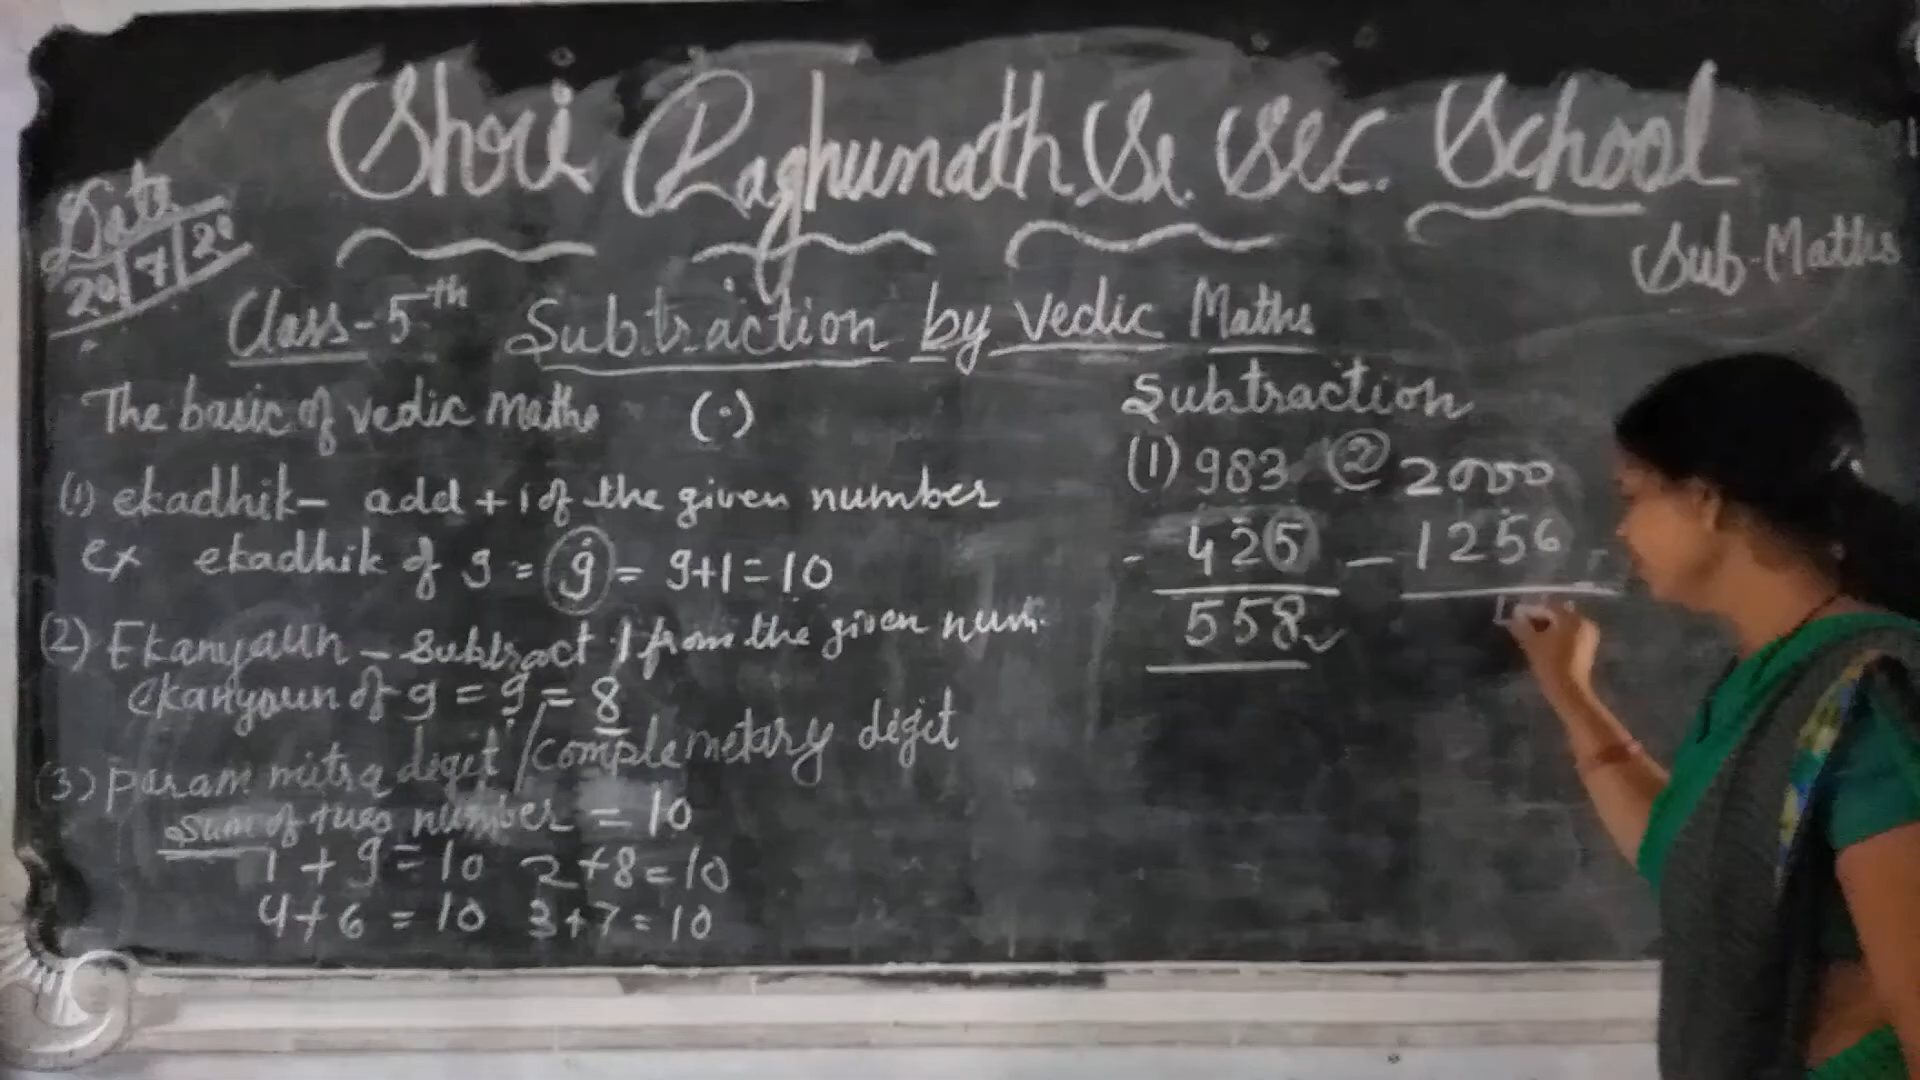 Shri Raghunath Sr. Sec. School
Date
20/7/20
Sub-Maths
Class-5th Subtraction by vedic Maths
The basic of vedic maths (·)
(1) ekadhik- add +1 of the given number
ex ekadhik of 9 = 9̇ = 9+1=10
(2) Ekanyaun - Subtract 1 from the given num.
ekanyaun of 9 = 9̣ = 8
(3) param mitra digit / complemetary digit
Sum of two number = 10
1 + 9 = 10 2+8=10
4+6 = 10 3+7=10
Subtraction
(1) 983
- 425
558
② 2000
- 1256